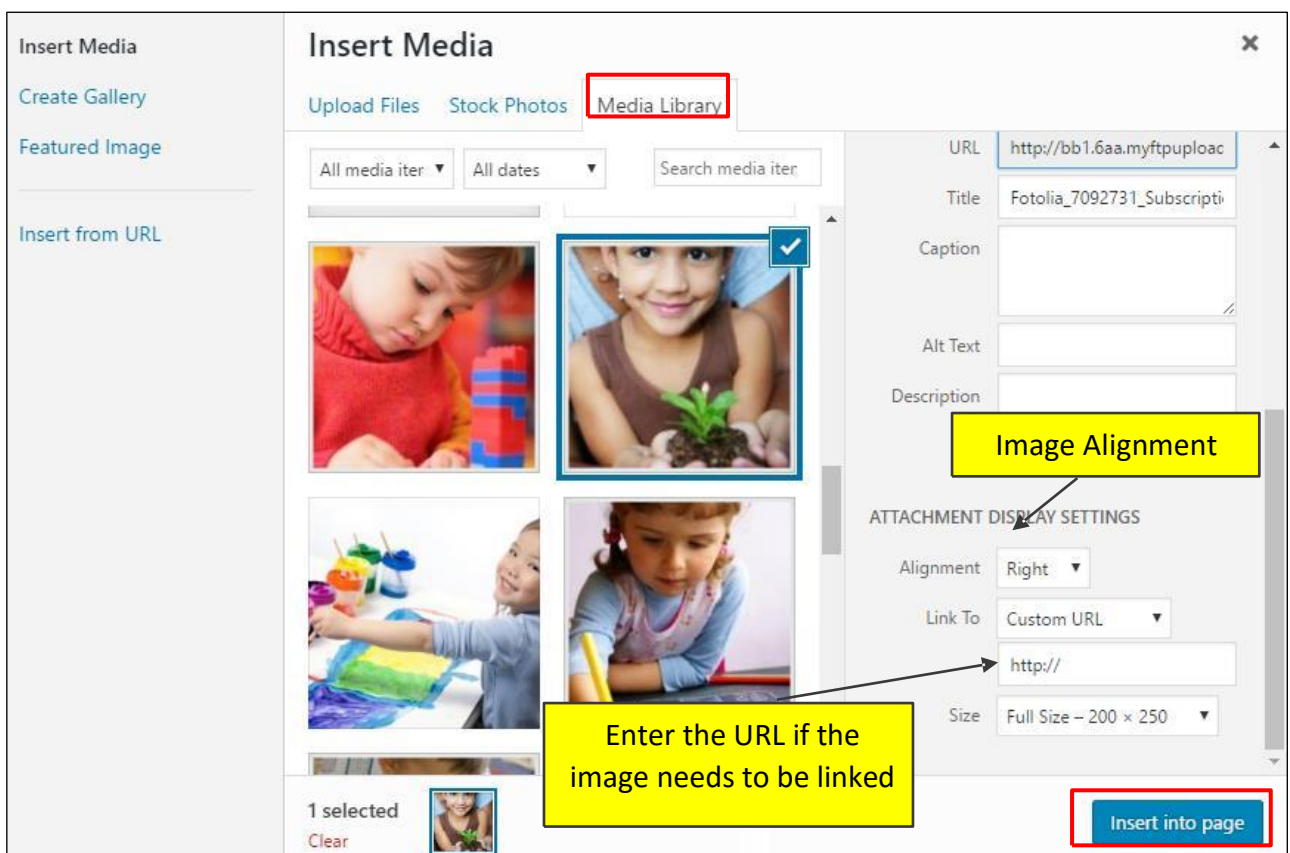 Insert Media
Create Gallery
Featured Image
Insert from URL
Insert Media
Upload Files Stock Photos Media Library
All media iter All dates Search media iter
URL http://bb1.6aa.myftpupload
Title Fotolia_7092731_Subscripti
Caption
Alt Text
Description
Image Alignment
ATTACHMENT DISPLAY SETTINGS
Alignment Right
Link To Custom URL
http://
Size Full Size – 200 × 250
Enter the URL if the
image needs to be linked
1 selected
Clear
Insert into page